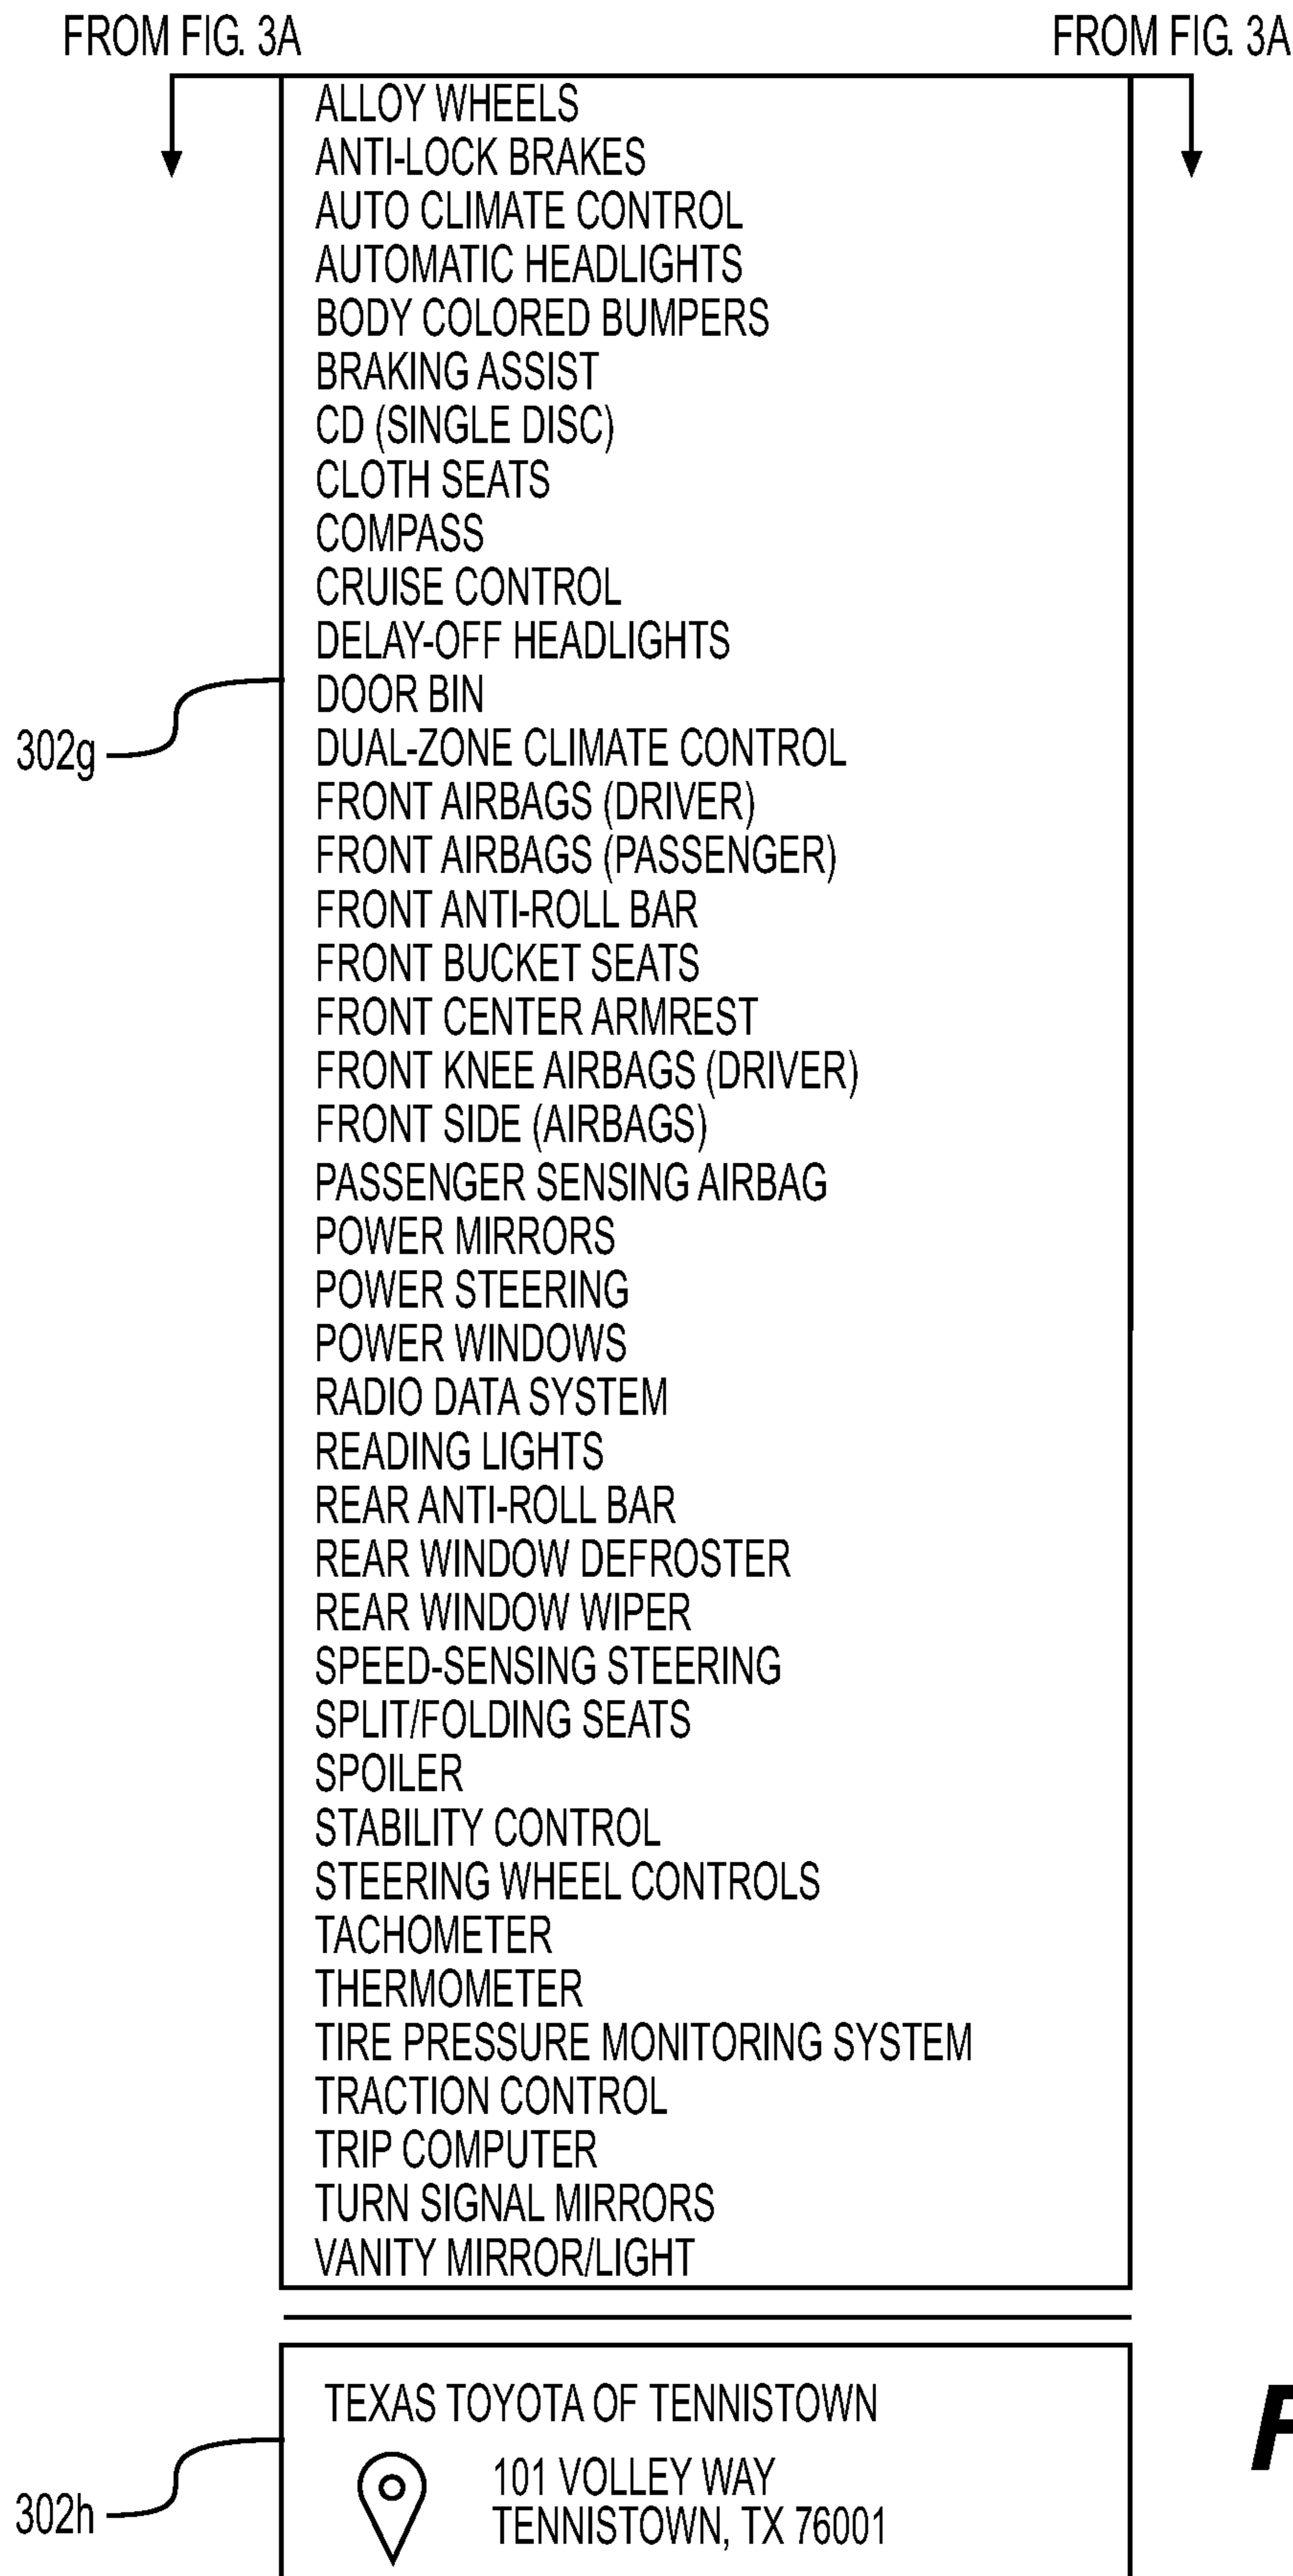 FROM FIG. 3A
FROM FIG. 3A
ALLOY WHEELS
ANTI-LOCK BRAKES
AUTO CLIMATE CONTROL
AUTOMATIC HEADLIGHTS
BODY COLORED BUMPERS
BRAKING ASSIST
CD (SINGLE DISC)
CLOTH SEATS
COMPASS
CRUISE CONTROL
DELAY-OFF HEADLIGHTS
DOOR BIN
302g
DUAL-ZONE CLIMATE CONTROL
FRONT AIRBAGS (DRIVER)
FRONT AIRBAGS (PASSENGER)
FRONT ANTI-ROLL BAR
FRONT BUCKET SEATS
FRONT CENTER ARMREST
FRONT KNEE AIRBAGS (DRIVER)
FRONT SIDE (AIRBAGS)
PASSENGER SENSING AIRBAG
POWER MIRRORS
POWER STEERING
POWER WINDOWS
RADIO DATA SYSTEM
READING LIGHTS
REAR ANTI-ROLL BAR
REAR WINDOW DEFROSTER
REAR WINDOW WIPER
SPEED-SENSING STEERING
SPLIT/FOLDING SEATS
SPOILER
STABILITY CONTROL
STEERING WHEEL CONTROLS
TACHOMETER
THERMOMETER
TIRE PRESSURE MONITORING SYSTEM
TRACTION CONTROL
TRIP COMPUTER
TURN SIGNAL MIRRORS
VANITY MIRROR/LIGHT
TEXAS TOYOTA OF TENNISTOWN
101 VOLLEY WAY
302h
TENNISTOWN, TX 76001